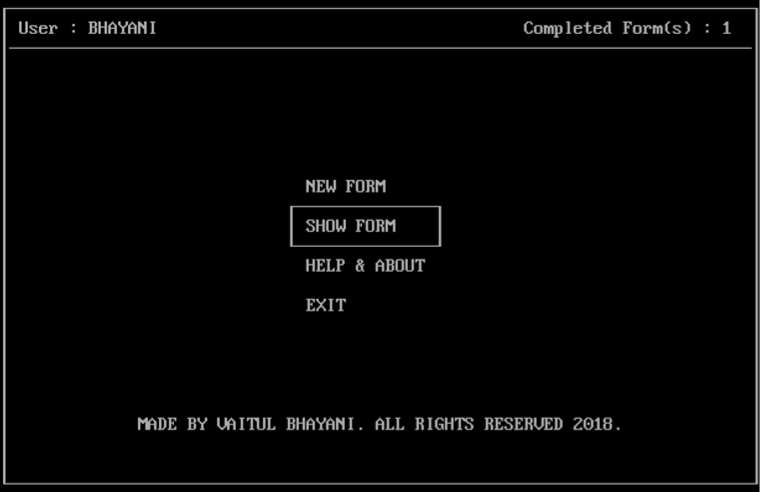 User : BHAYANI Completed Form(s) : 1
NEW FORM
SHOW FORM
HELP & ABOUT
EXIT
MADE BY VAITUL BHAYANI. ALL RIGHTS RESERVED 2018.